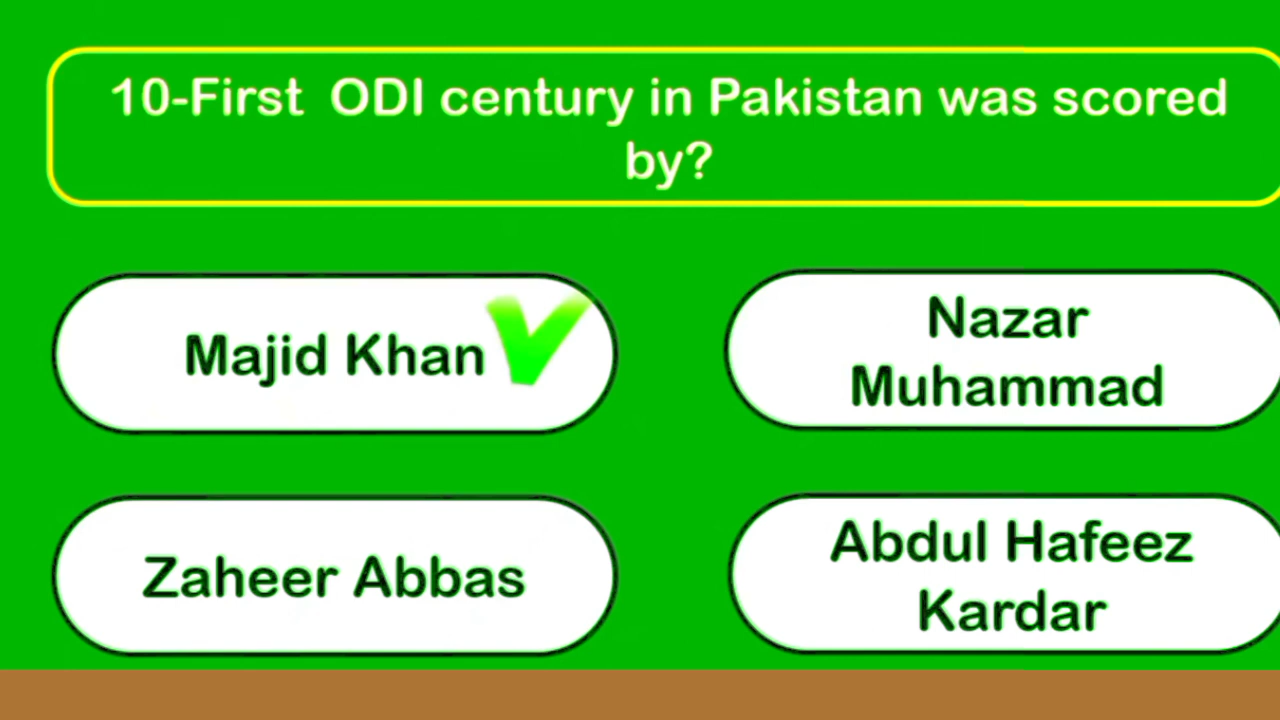 10-First ODI century in Pakistan was scored
by?
Majid Khan
Nazar
Muhammad
Zaheer Abbas
Abdul Hafeez
Kardar